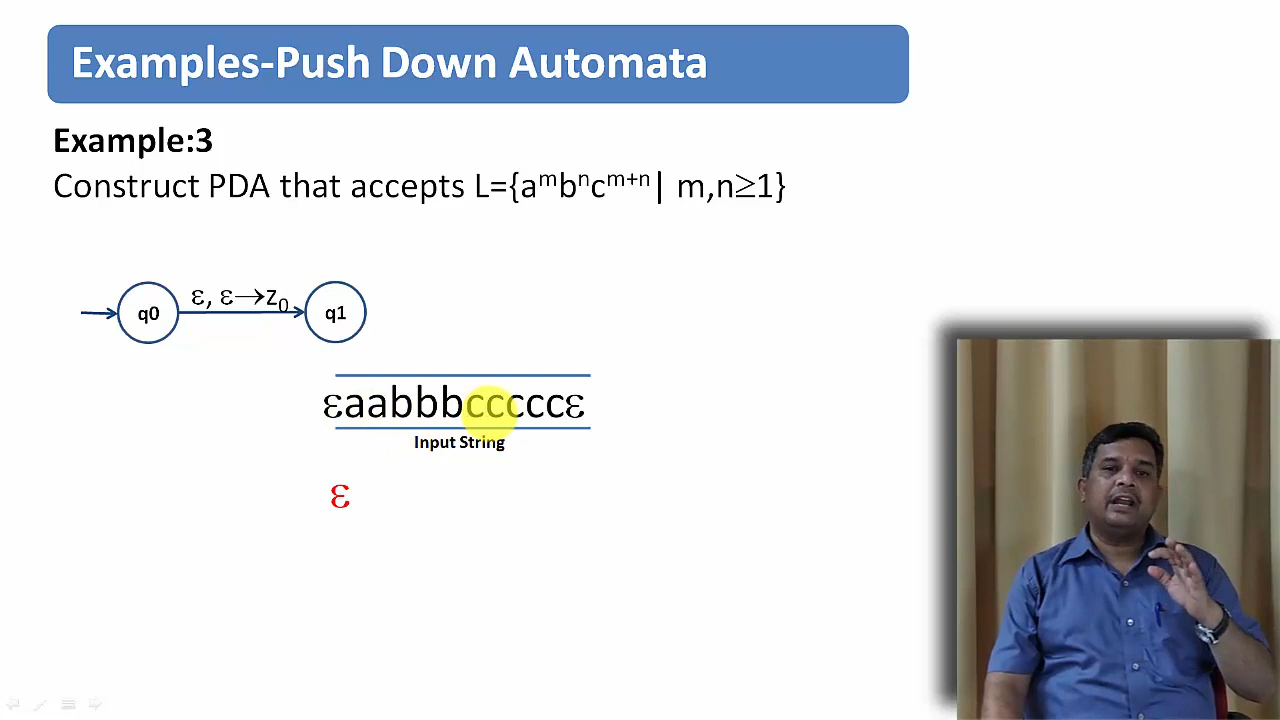 Examples-Push Down Automata
Example:3
Construct PDA that accepts L={aᵐbⁿcᵐ⁺ⁿ| m,n≥1}
ε, ε→z₀
q0
q1
εaabbbcccccε
Input String
ε